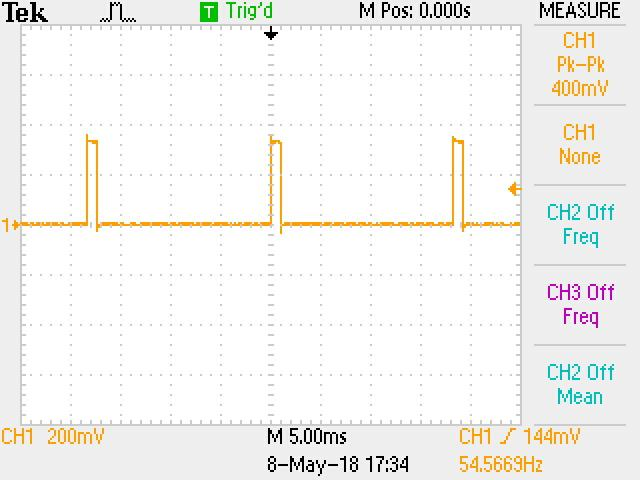 Tek T Trig'd M Pos: 0.000s MEASURE
CH1
Pk-Pk
400mV
CH1
None
1
CH2 Off
Freq
CH3 Off
Freq
CH2 Off
Mean
CH1 200mV M 5.00ms CH1 144mV
8-May-18 17:34 54.5669Hz